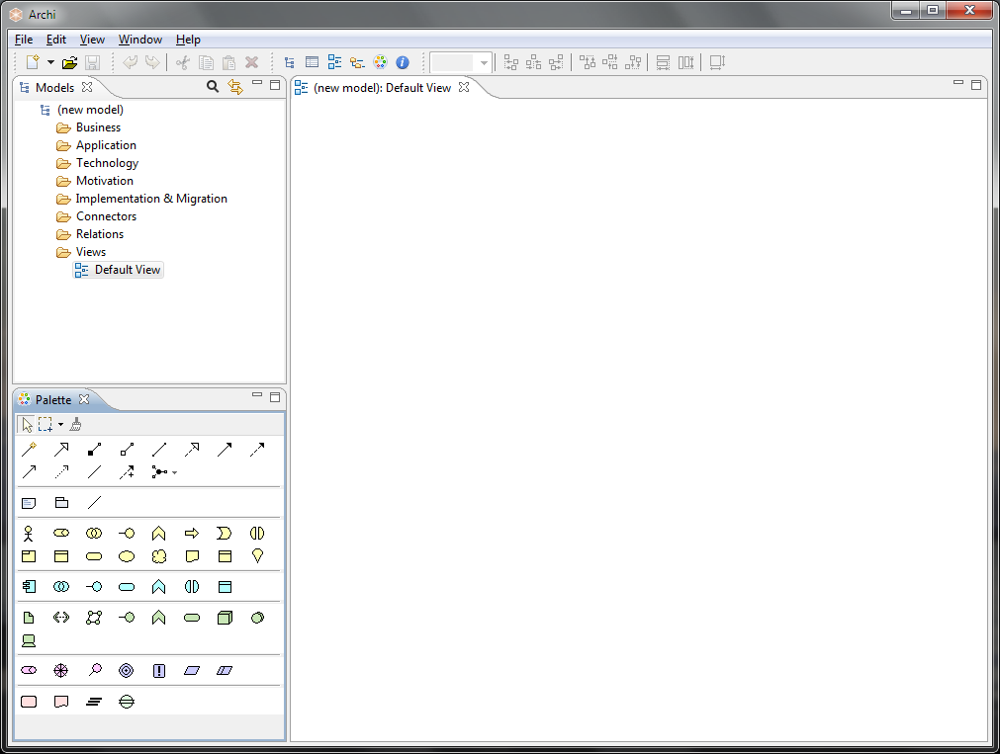 Archi
File Edit View Window Help
Models
(new model): Default View
(new model)
Business
Application
Technology
Motivation
Implementation & Migration
Connectors
Relations
Views
Default View
Palette